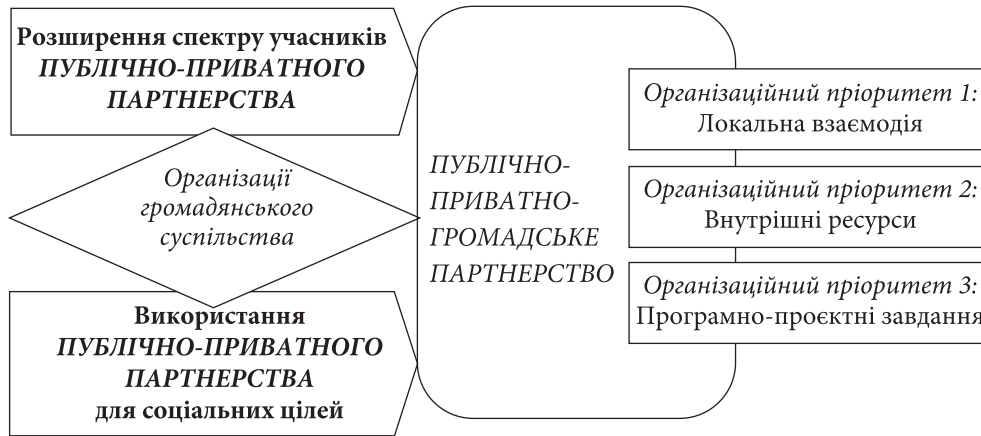 Розширення спектру учасників
ПУБЛІЧНО-ПРИВАТНОГО
ПАРТНЕРСТВА
Організації
громадянського
суспільства
Використання
ПУБЛІЧНО-ПРИВАТНОГО
ПАРТНЕРСТВА
для соціальних цілей
ПУБЛІЧНО-
ПРИВАТНО-
ГРОМАДСЬКЕ
ПАРТНЕРСТВО
Організаційний пріоритет 1:
Локальна взаємодія
Організаційний пріоритет 2:
Внутрішні ресурси
Організаційний пріоритет 3:
Програмно-проєктні завдання